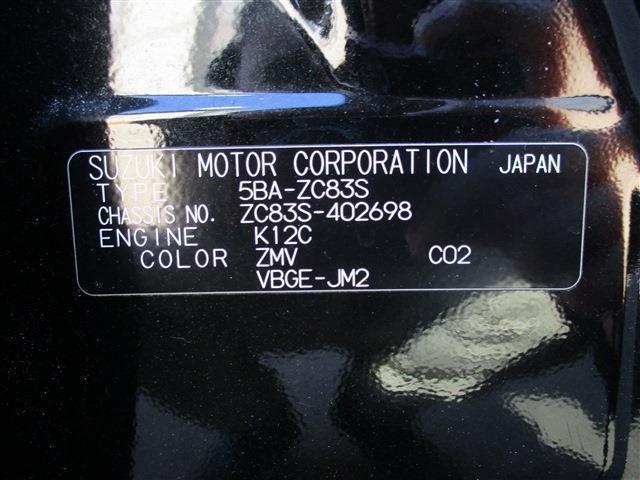 SUZUKI MOTOR CORPORATION JAPAN
TYPE 5BA-ZC83S
CHASSIS NO. ZC83S-402698
ENGINE K12C
COLOR ZMV C02
VBGE-JM2